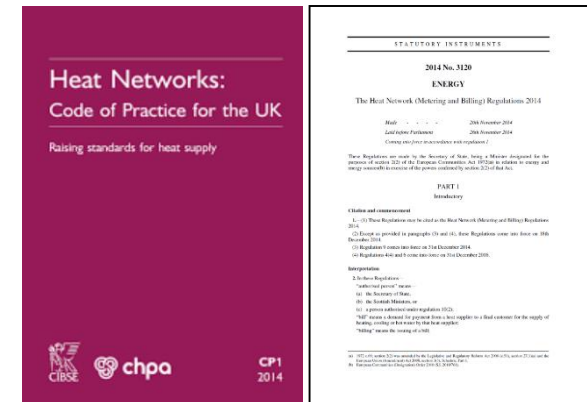 Heat Networks:
Code of Practice for the UK
Raising standards for heat supply
CIBSE
chpa
CP1
2014
STATUTORY INSTRUMENTS
2014 No. 3120
ENERGY
The Heat Network (Metering and Billing) Regulations 2014
Made - - - - 26th November 2014
Laid before Parliament 26th November 2014
Coming into force in accordance with regulation 1
These Regulations are made by the Secretary of State, being a Minister designated for the
purposes of section 2(2) of the European Communities Act 1972(a) in relation to energy and
energy sources(b) in exercise of the powers conferred by section 2(2) of that Act.
PART 1
Introductory
Citation and commencement
1.—(1) These Regulations may be cited as the Heat Network (Metering and Billing) Regulations
2014.
(2) Except as provided in paragraphs (3) and (4), these Regulations come into force on 18th
December 2014.
(3) Regulation 9 comes into force on 31st December 2014.
(4) Regulations 4(4) and 6 come into force on 31st December 2016.
Interpretation
2. In these Regulations—
"authorised person" means—
(a) the Secretary of State,
(b) the Scottish Ministers, or
(c) a person authorised under regulation 10(2);
"bill" means a demand for payment from a heat supplier to a final customer for the supply of
heating, cooling or hot water by that heat supplier;
"billing" means the issuing of a bill;